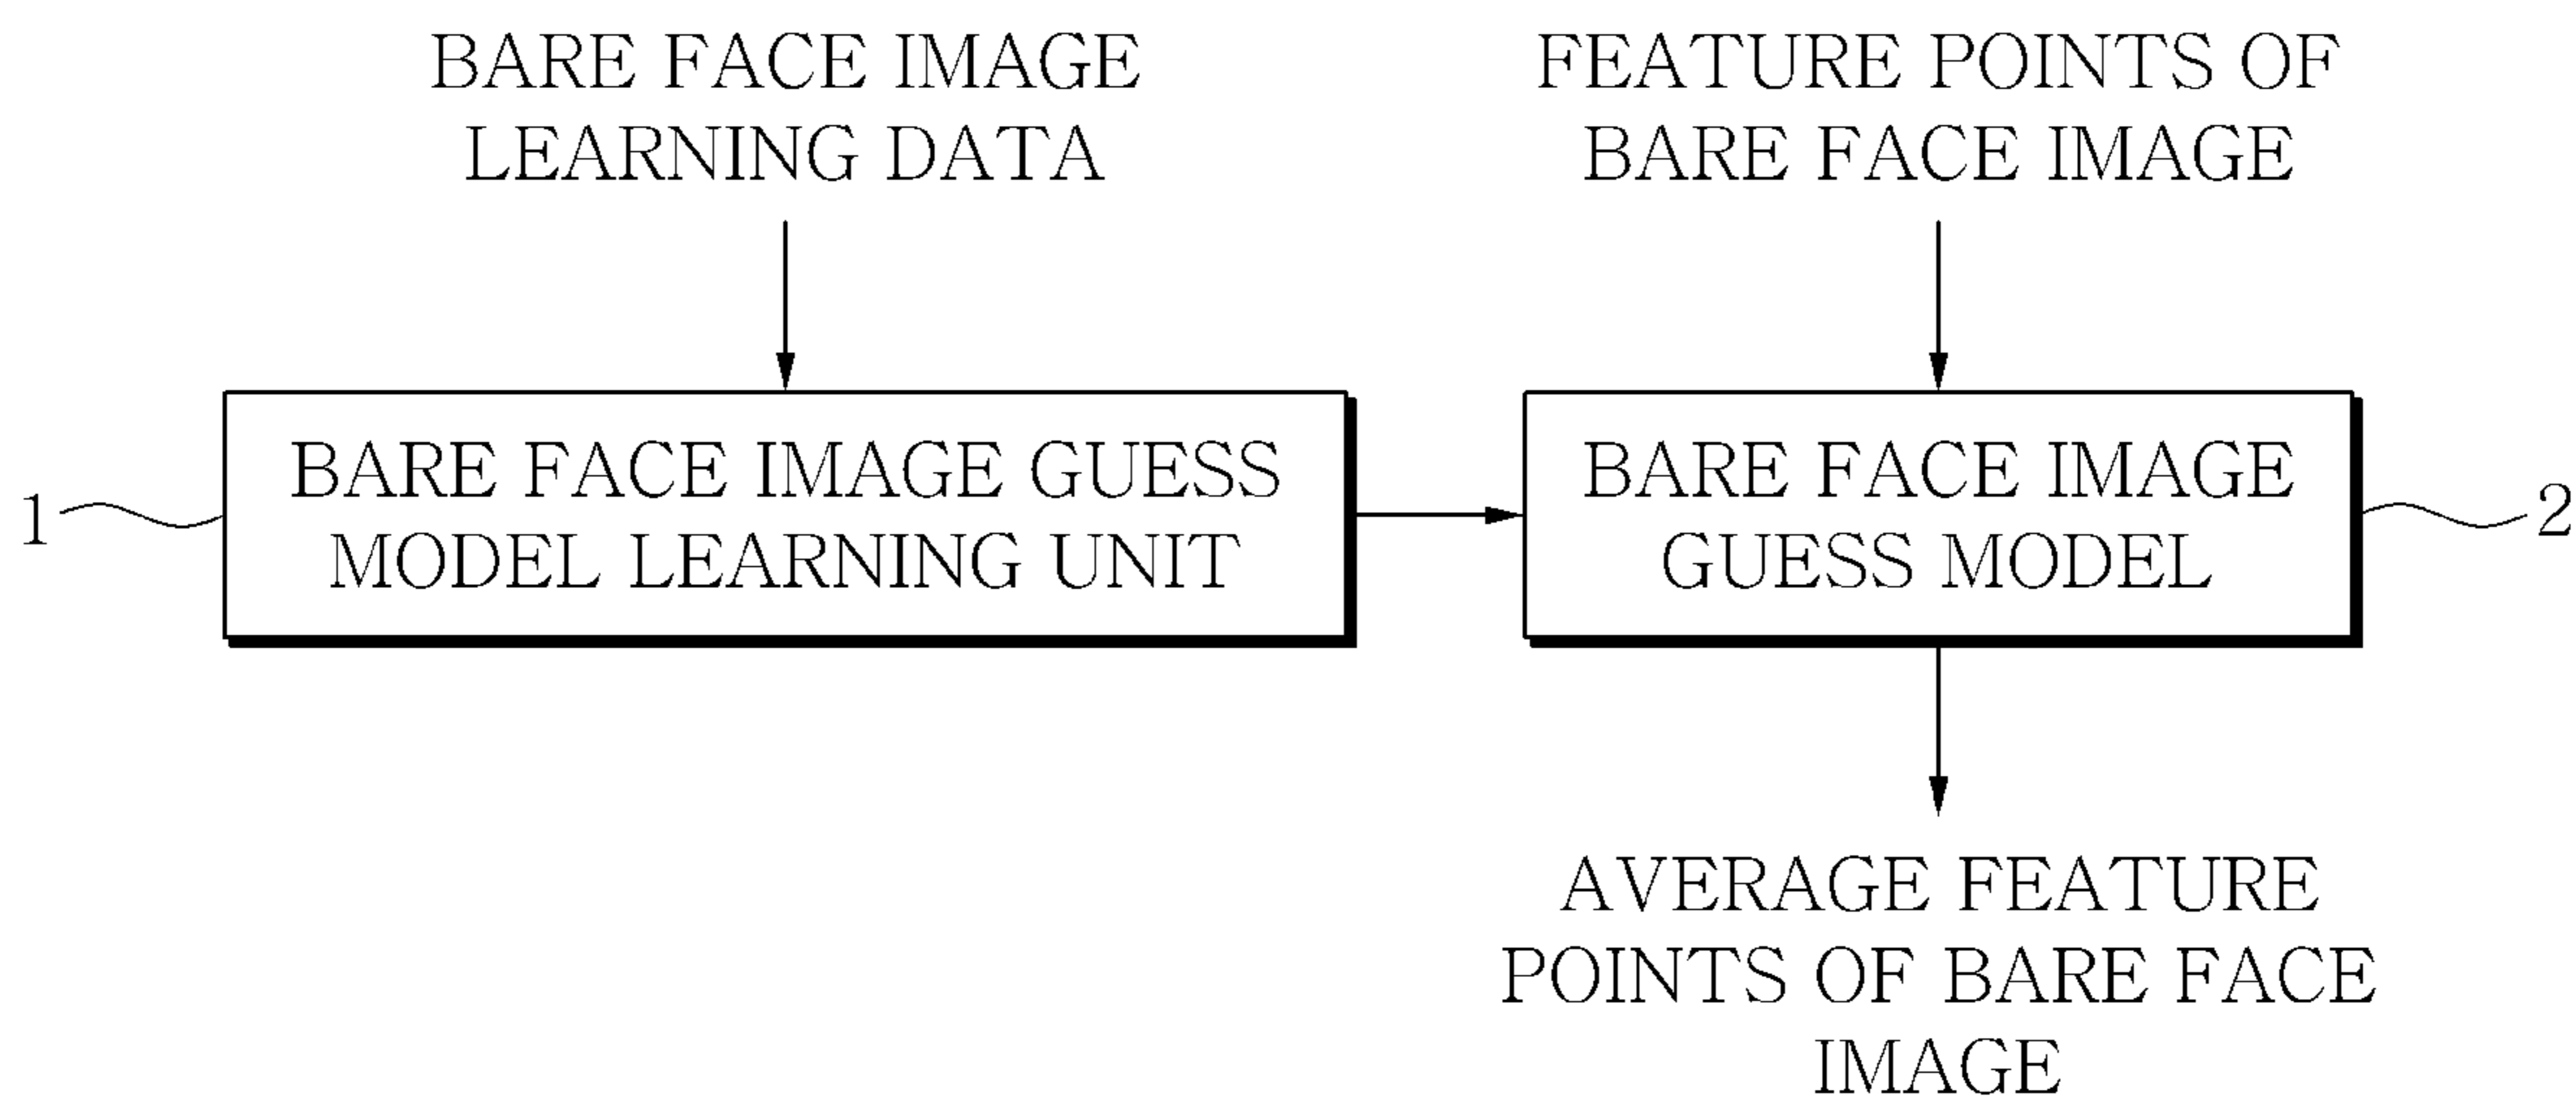 BARE FACE IMAGE
LEARNING DATA
FEATURE POINTS OF
BARE FACE IMAGE
1
BARE FACE IMAGE GUESS
MODEL LEARNING UNIT
BARE FACE IMAGE
GUESS MODEL
2
AVERAGE FEATURE
POINTS OF BARE FACE
IMAGE